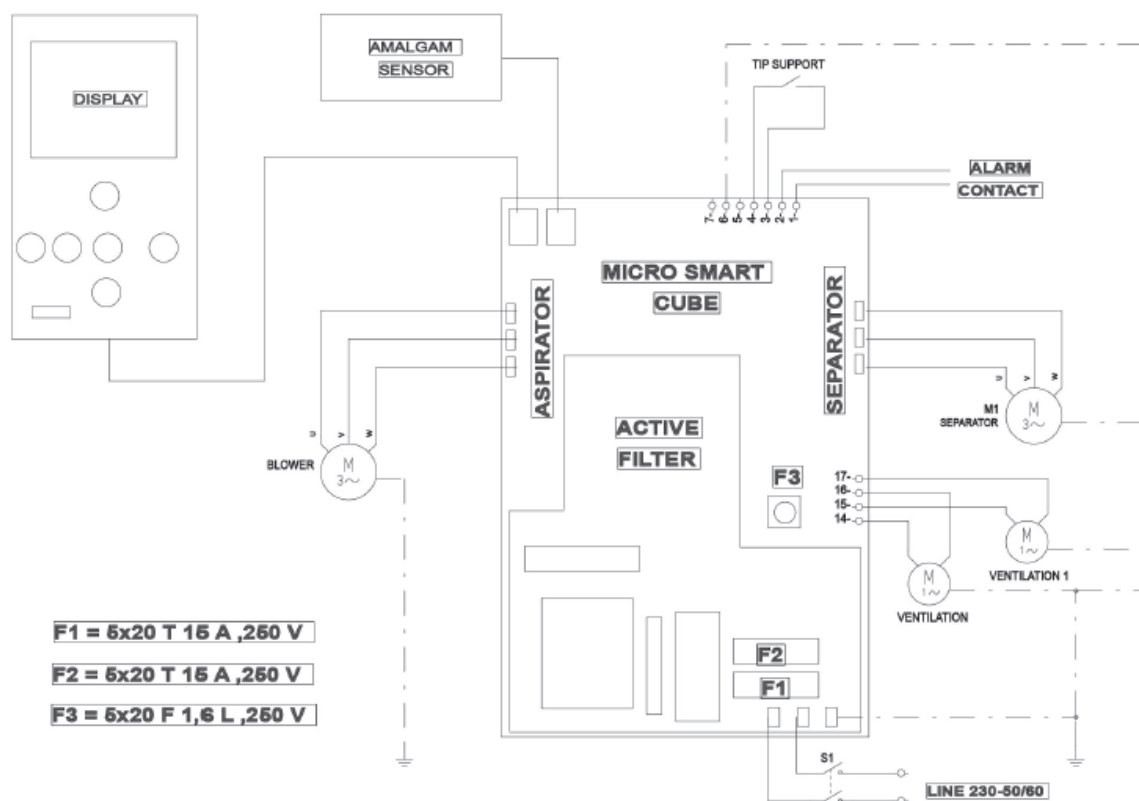 DISPLAY
AMALGAM
SENSOR
TIP SUPPORT
ALARM
CONTACT
7-
6-
5-
4-
3-
2-
1-
MICRO SMART
CUBE
ASPIRATOR
SEPARATOR
u
v
w
BLOWER
M
3~
u
v
w
M1
SEPARATOR
M
3~
ACTIVE
FILTER
F3
17-
16-
15-
14-
M
1~
VENTILATION 1
M
1~
VENTILATION
F1 = 5x20 T 15 A ,250 V
F2 = 5x20 T 15 A ,250 V
F3 = 5x20 F 1,6 L ,250 V
F2
F1
S1
LINE 230-50/60